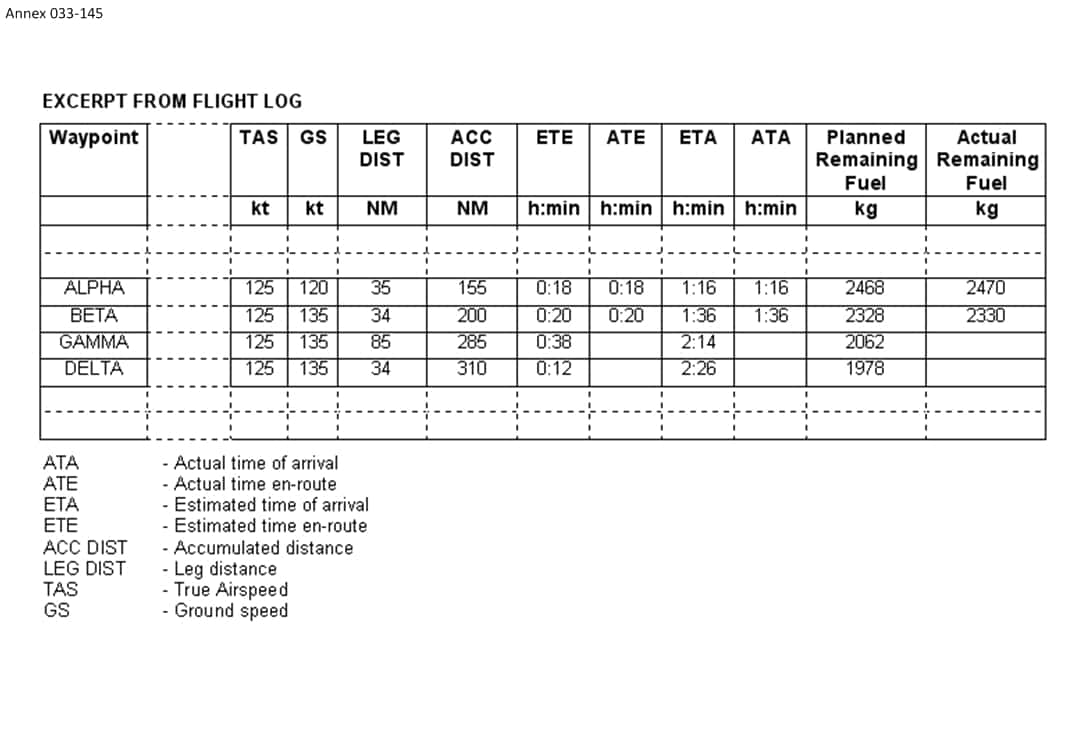 Annex 033-145
EXCERPT FROM FLIGHT LOG
Waypoint TAS GS LEG DIST ACC DIST ETE ATE ETA ATA Planned Remaining Fuel Actual Remaining Fuel
kt kt NM NM h:min h:min h:min h:min kg kg
ALPHA 125 120 35 155 0:18 0:18 1:16 1:16 2468 2470
BETA 125 135 34 200 0:20 0:20 1:36 1:36 2328 2330
GAMMA 125 135 85 285 0:38 2:14 2062
DELTA 125 135 34 310 0:12 2:26 1978
ATA - Actual time of arrival
ATE - Actual time en-route
ETA - Estimated time of arrival
ETE - Estimated time en-route
ACC DIST - Accumulated distance
LEG DIST - Leg distance
TAS - True Airspeed
GS - Ground speed